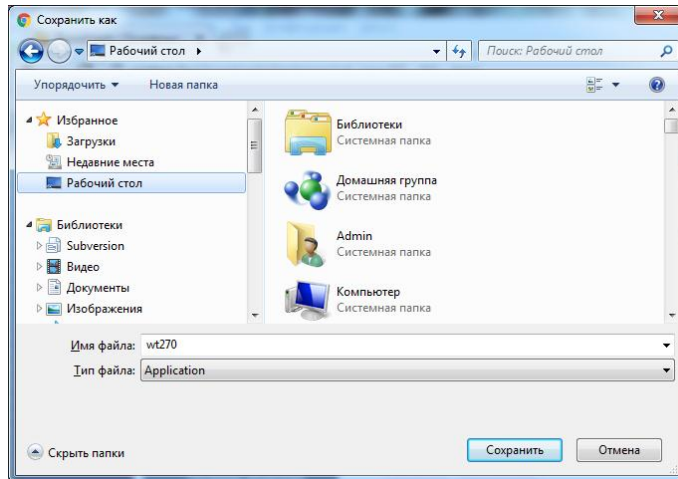 Сохранить как
Рабочий стол
Поиск: Рабочий стол
Упорядочить
Новая папка
Избранное
Загрузки
Недавние места
Рабочий стол
Библиотеки
Subversion
Видео
Документы
Изображения
Библиотеки
Системная папка
Домашняя группа
Системная папка
Admin
Системная папка
Компьютер
Системная папка
Имя файла: wt270
Тип файла: Application
Скрыть папки
Сохранить
Отмена